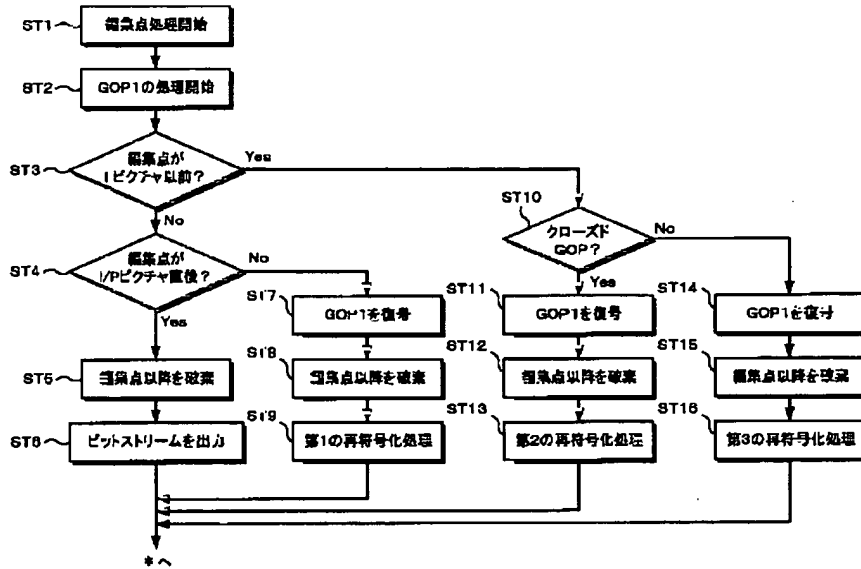 ST1
編集点処理開始
ST2
GOP1の処理開始
ST3
編集点が
Iピクチャ以前?
Yes
No
ST4
編集点が
I/Pピクチャ直後?
No
Yes
ST5
編集点以降を破棄
ST6
ビットストリームを出力
ST7
GOP1を復号
ST8
編集点以降を破棄
ST9
第1の再符号化処理
ST10
クローズド
GOP?
No
Yes
ST11
GOP1を復号
ST12
編集点以降を破棄
ST13
第2の再符号化処理
ST14
GOP1を復号
ST15
編集点以降を破棄
ST16
第3の再符号化処理
*へ